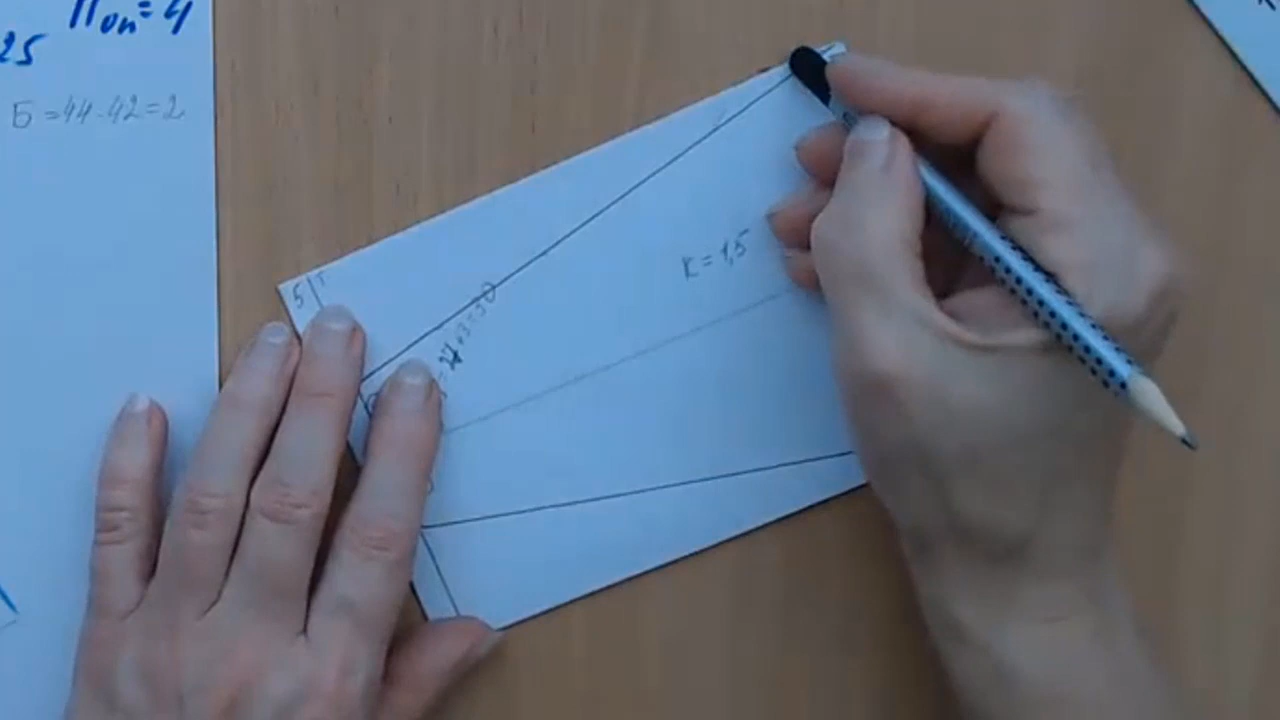 Поп = 4
25
Б = 44 - 42 = 2
5
К = 1,5